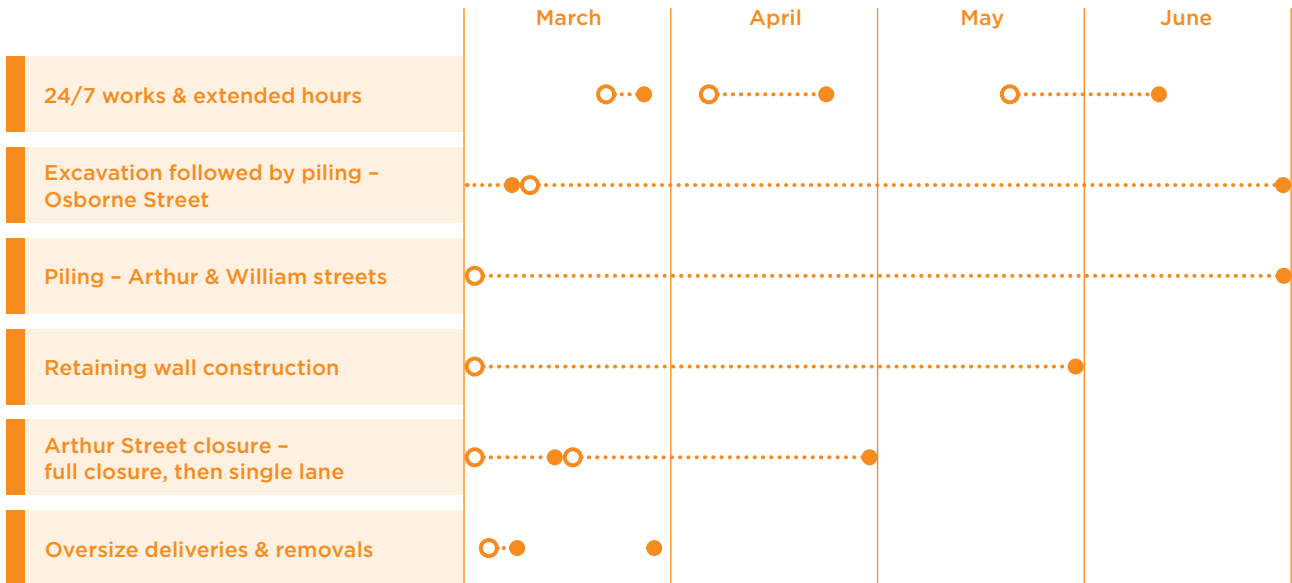 March April May June
24/7 works & extended hours
Excavation followed by piling –
Osborne Street
Piling – Arthur & William streets
Retaining wall construction
Arthur Street closure –
full closure, then single lane
Oversize deliveries & removals